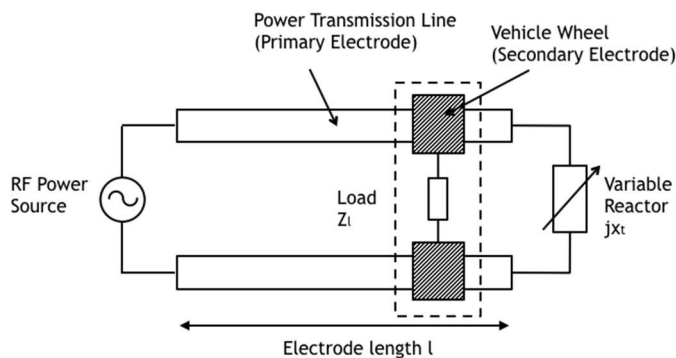 Power Transmission Line
(Primary Electrode)
Vehicle Wheel
(Secondary Electrode)
RF Power
Source
Load
Zl
Variable
Reactor
jxt
Electrode length l